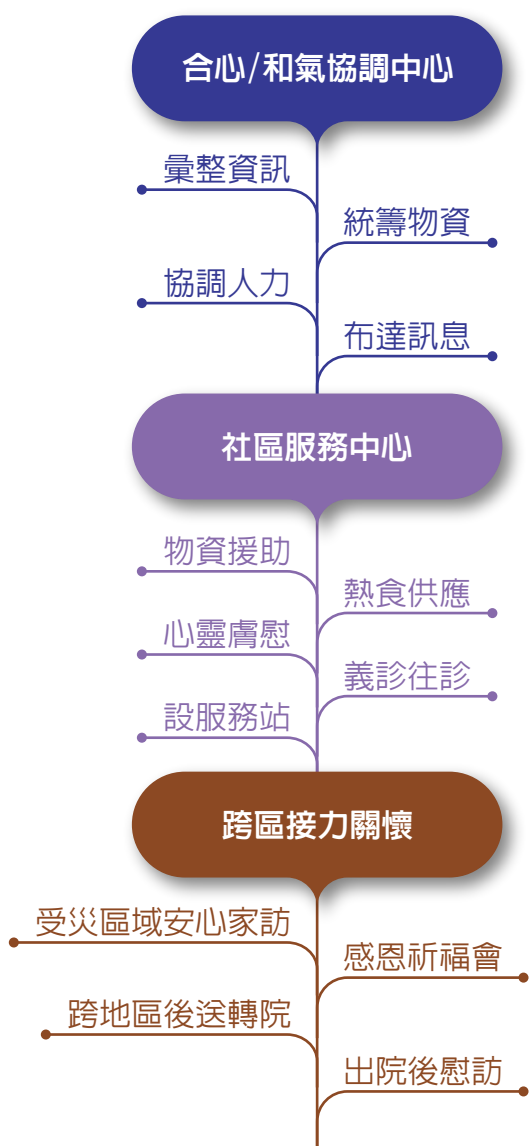 合心/和氣協調中心
彙整資訊
統籌物資
協調人力
布達訊息
社區服務中心
物資援助
熱食供應
心靈膚慰
義診往診
設服務站
跨區接力關懷
受災區域安心家訪
感恩祈福會
跨地區後送轉院
出院後慰訪